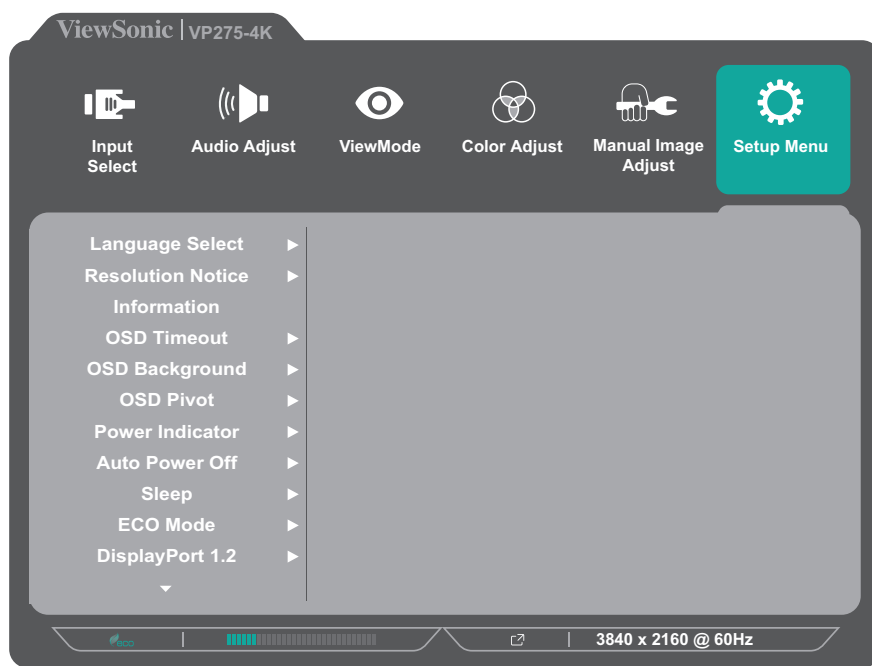 ViewSonic | VP275-4K
Input Select
Audio Adjust
ViewMode
Color Adjust
Manual Image Adjust
Setup Menu
Language Select
Resolution Notice
Information
OSD Timeout
OSD Background
OSD Pivot
Power Indicator
Auto Power Off
Sleep
ECO Mode
DisplayPort 1.2
eco
3840 x 2160 @ 60Hz